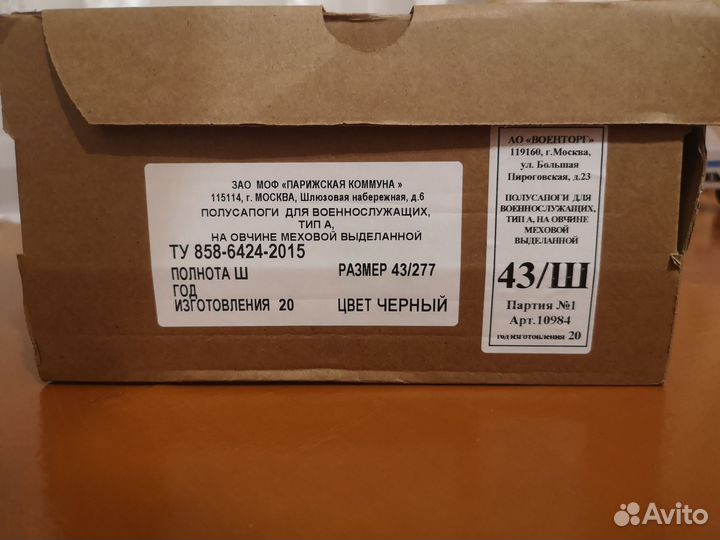 ЗАО МОФ «ПАРИЖСКАЯ КОММУНА »
115114, г. МОСКВА, Шлюзовая набережная, д.6
ПОЛУСАПОГИ ДЛЯ ВОЕННОСЛУЖАЩИХ,
ТИП А,
НА ОВЧИНЕ МЕХОВОЙ ВЫДЕЛАННОЙ
ТУ 858-6424-2015
ПОЛНОТА Ш РАЗМЕР 43/277
ГОД
ИЗГОТОВЛЕНИЯ 20 ЦВЕТ ЧЕРНЫЙ
АО «ВОЕНТОРГ»
119160, г.Москва,
ул. Большая
Пироговская, д.23
ПОЛУСАПОГИ ДЛЯ
ВОЕННОСЛУЖАЩИХ,
ТИП А, НА ОВЧИНЕ
МЕХОВОЙ
ВЫДЕЛАННОЙ
43/Ш
Партия №1
Арт.10984
год изготовления 20
Avito